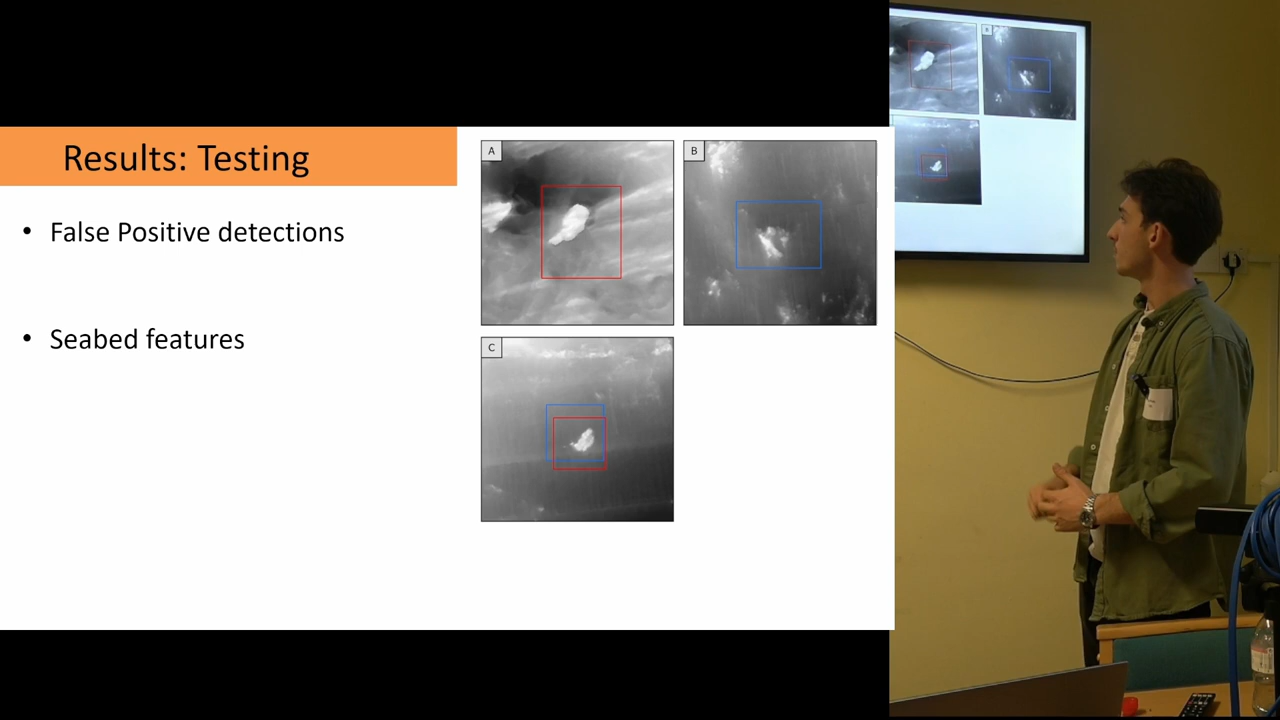 Results: Testing
• False Positive detections
• Seabed features
A
B
C
B